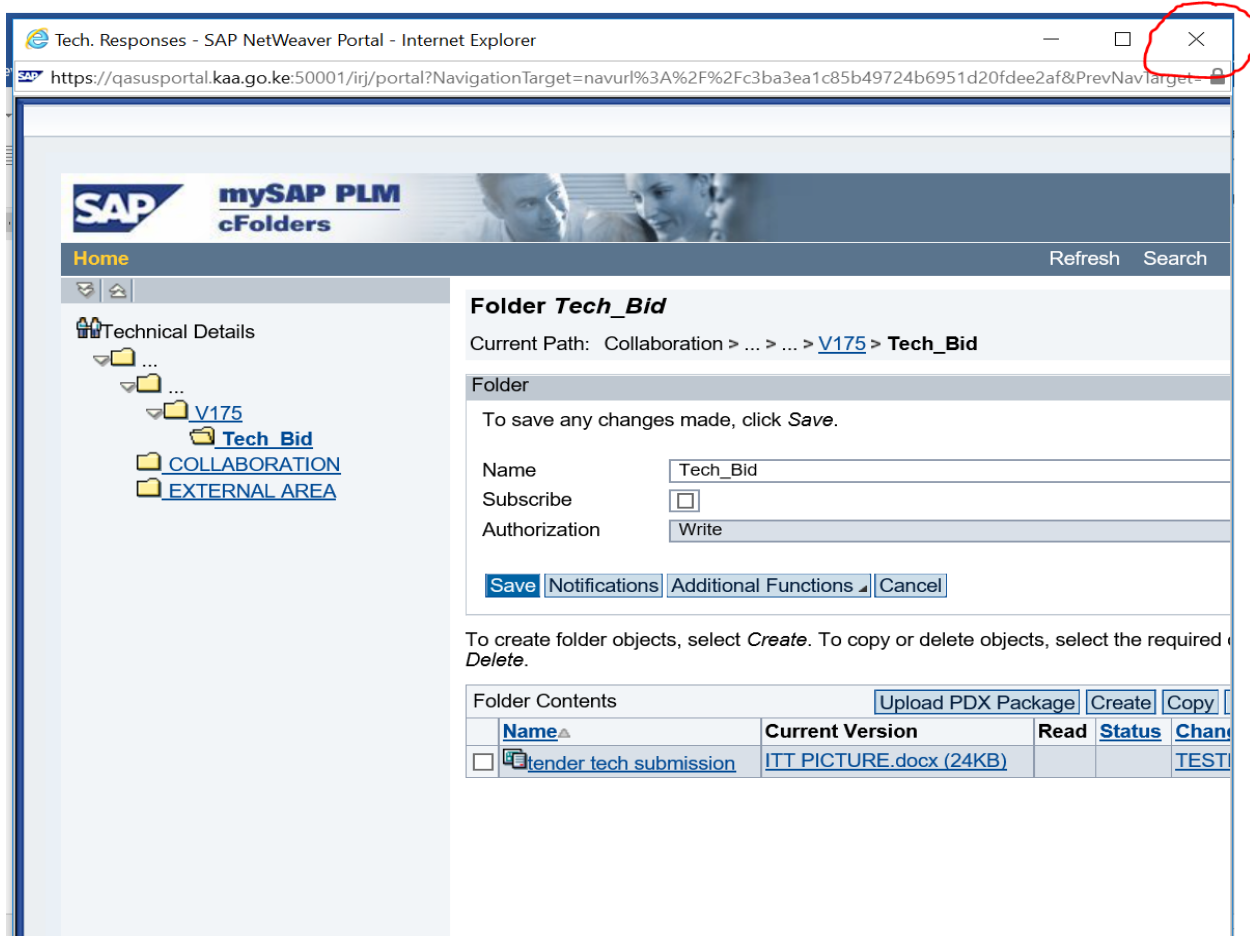 Tech. Responses - SAP NetWeaver Portal - Internet Explorer
SAP https://qasusportal.kaa.go.ke:50001/irj/portal?NavigationTarget=navurl%3A%2F%2Fc3ba3ea1c85b49724b6951d20fdee2af&PrevNavTarget=
SAP mySAP PLM
cFolders
Home Refresh Search
Technical Details
...
...
V175
Tech_Bid
COLLABORATION
EXTERNAL AREA
Folder Tech_Bid
Current Path: Collaboration > ... > ... > V175 > Tech_Bid
Folder
To save any changes made, click Save.
Name Tech_Bid
Subscribe
Authorization Write
Save Notifications Additional Functions Cancel
To create folder objects, select Create. To copy or delete objects, select the required
Delete.
Folder Contents Upload PDX Package Create Copy
Name Current Version Read Status Chan
tender tech submission ITT PICTURE.docx (24KB) TEST